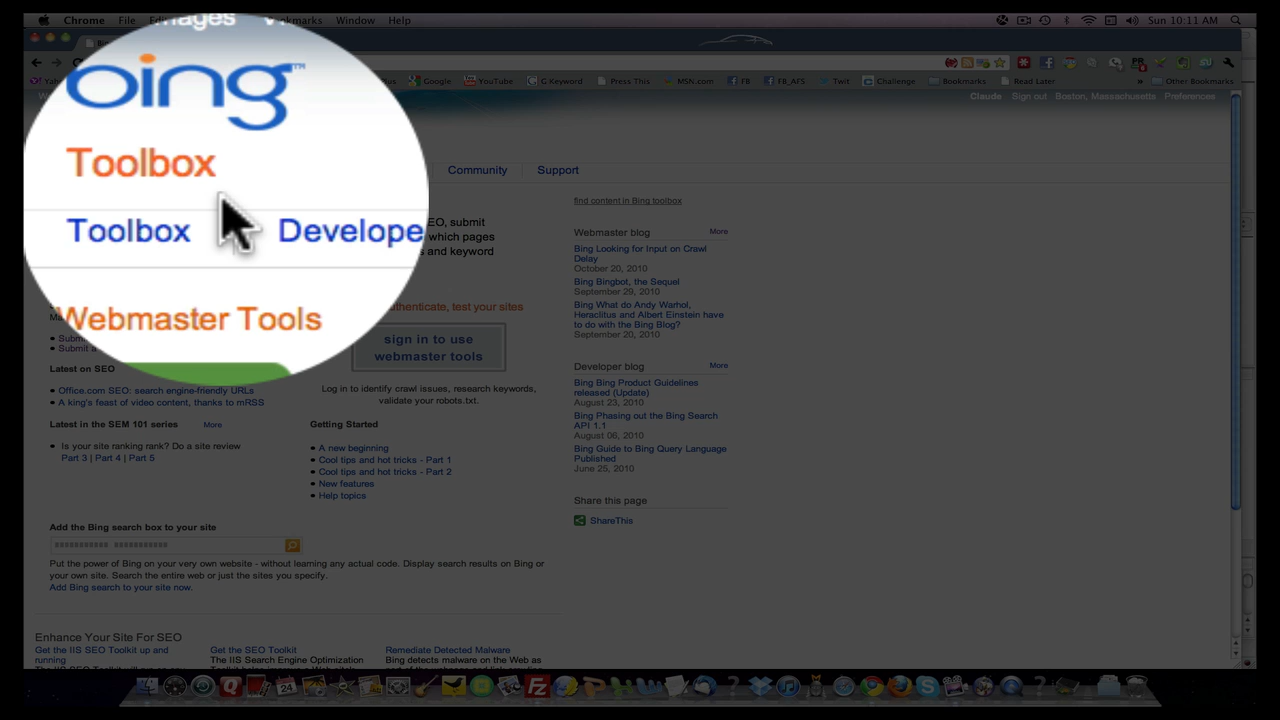 Chrome File Window Help Sun 10:11 AM
Google YouTube G Keyword Press This MSN.com FB FB_AFS Twit Challenge Bookmarks Read Later » Other Bookmarks
Claude Sign out Boston, Massachusetts Preferences
bing™
Toolbox
Toolbox Develope Community Support
Webmaster Tools
EO, submit
which pages
s and keyword
uthenticate, test your sites
sign in to use
webmaster tools
Log in to identify crawl issues, research keywords,
validate your robots.txt.
Latest on SEO
Office.com SEO: search engine-friendly URLs
A king's feast of video content, thanks to mRSS
Latest in the SEM 101 series More
Is your site ranking rank? Do a site review
Part 3 | Part 4 | Part 5
Getting Started
A new beginning
Cool tips and hot tricks - Part 1
Cool tips and hot tricks - Part 2
New features
Help topics
Add the Bing search box to your site
Put the power of Bing on your very own website - without learning any actual code. Display search results on Bing or
your own site. Search the entire web or just the sites you specify.
Add Bing search to your site now.
find content in Bing toolbox
Webmaster blog More
Bing Looking for Input on Crawl
Delay
October 20, 2010
Bing Bingbot, the Sequel
September 29, 2010
Bing What do Andy Warhol,
Heraclitus and Albert Einstein have
to do with the Bing Blog?
September 20, 2010
Developer blog More
Bing Bing Product Guidelines
released (Update)
August 23, 2010
Bing Phasing out the Bing Search
API 1.1
August 06, 2010
Bing Guide to Bing Query Language
Published
June 25, 2010
Share this page
ShareThis
Enhance Your Site For SEO
Get the IIS SEO Toolkit up and
running
Get the SEO Toolkit
The IIS Search Engine Optimization
Remediate Detected Malware
Bing detects malware on the Web as